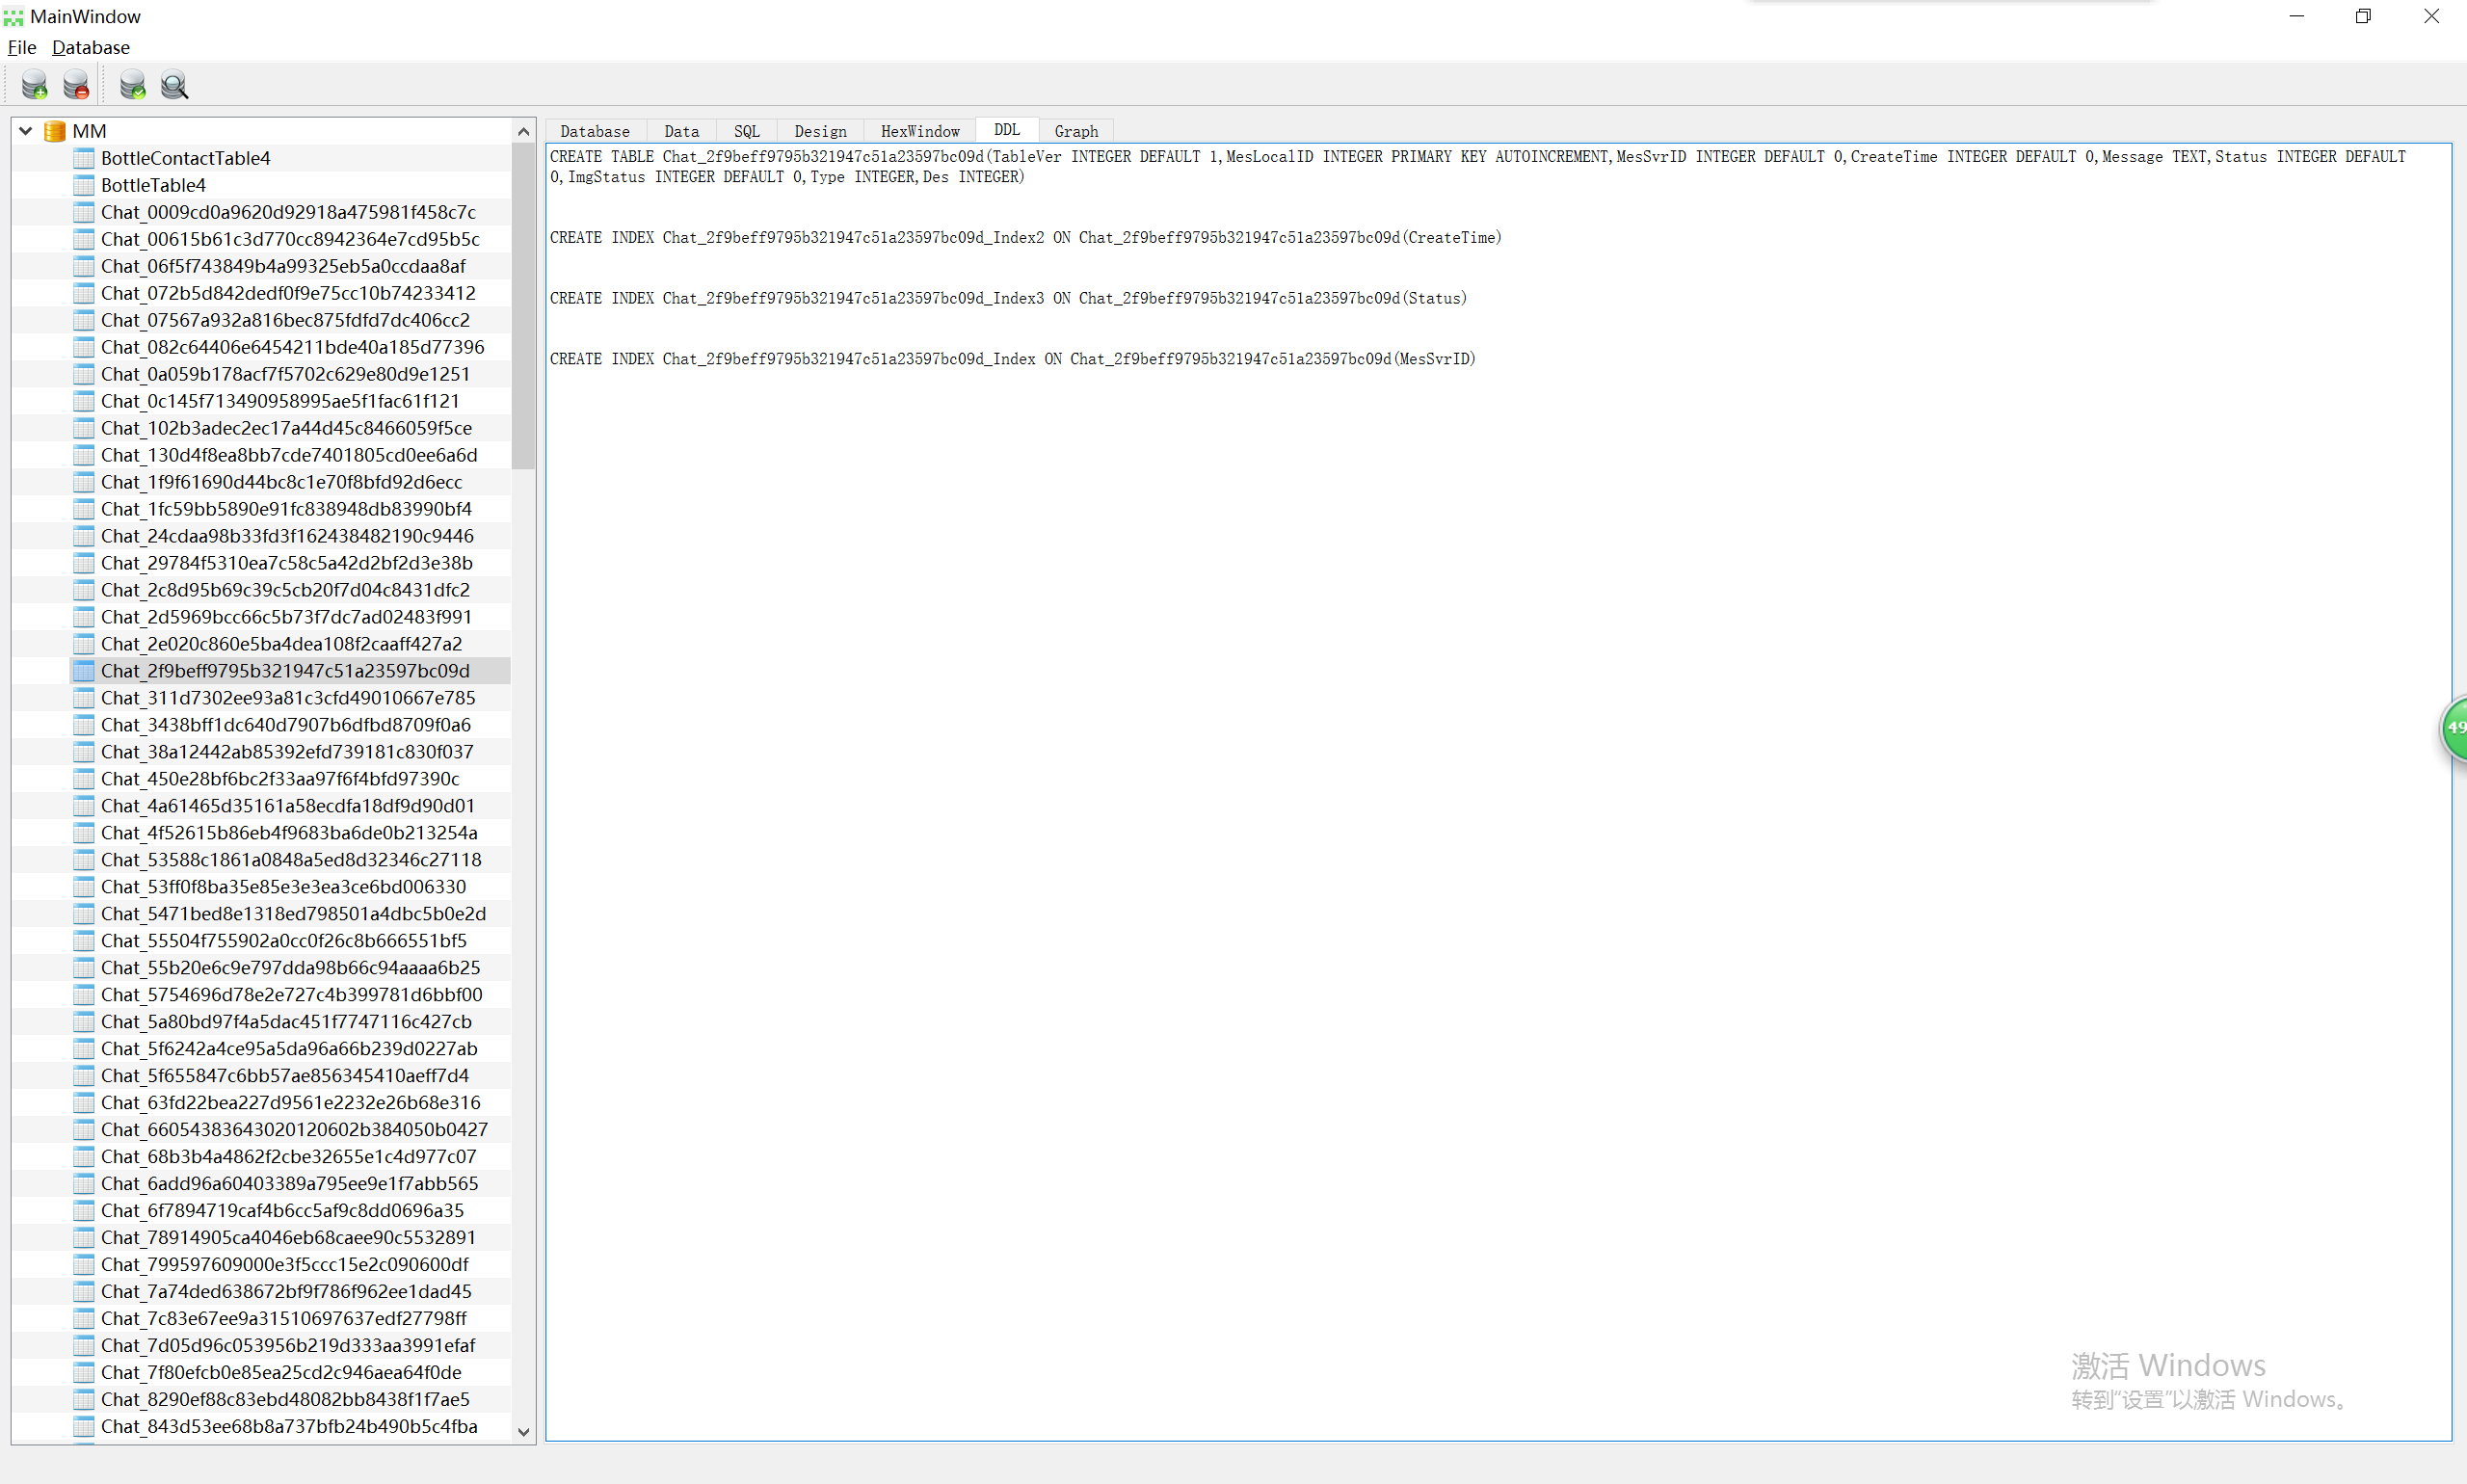 MainWindow
File Database
MM
BottleContactTable4
BottleTable4
Chat_0009cd0a9620d92918a475981f458c7c
Chat_00615b61c3d770cc8942364e7cd95b5c
Chat_06f5f743849b4a99325eb5a0ccdaa8af
Chat_072b5d842dedf0f9e75cc10b74233412
Chat_07567a932a816bec875fdfd7dc406cc2
Chat_082c64406e6454211bde40a185d77396
Chat_0a059b178acf7f5702c629e80d9e1251
Chat_0c145f713490958995ae5f1fac61f121
Chat_102b3adec2ec17a44d45c8466059f5ce
Chat_130d4f8ea8bb7cde7401805cd0ee6a6d
Chat_1f9f61690d44bc8c1e70f8bfd92d6ecc
Chat_1fc59bb5890e91fc838948db83990bf4
Chat_24cdaa98b33fd3f162438482190c9446
Chat_29784f5310ea7c58c5a42d2bf2d3e38b
Chat_2c8d95b69c39c5cb20f7d04c8431dfc2
Chat_2d5969bcc66c5b73f7dc7ad02483f991
Chat_2e020c860e5ba4dea108f2caaff427a2
Chat_2f9beff9795b321947c51a23597bc09d
Chat_311d7302ee93a81c3cfd49010667e785
Chat_3438bff1dc640d7907b6dfbd8709f0a6
Chat_38a12442ab85392efd739181c830f037
Chat_450e28bf6bc2f33aa97f6f4bfd97390c
Chat_4a61465d35161a58ecdfa18df9d90d01
Chat_4f52615b86eb4f9683ba6de0b213254a
Chat_53588c1861a0848a5ed8d32346c27118
Chat_53ff0f8ba35e85e3e3ea3ce6bd006330
Chat_5471bed8e1318ed798501a4dbc5b0e2d
Chat_55504f755902a0cc0f26c8b666551bf5
Chat_55b20e6c9e797dda98b66c94aaaa6b25
Chat_5754696d78e2e727c4b399781d6bbf00
Chat_5a80bd97f4a5dac451f7747116c427cb
Chat_5f6242a4ce95a5da96a66b239d0227ab
Chat_5f655847c6bb57ae856345410aeff7d4
Chat_63fd22bea227d9561e2232e26b68e316
Chat_66054383643020120602b384050b0427
Chat_68b3b4a4862f2cbe32655e1c4d977c07
Chat_6add96a60403389a795ee9e1f7abb565
Chat_6f7894719caf4b6cc5af9c8dd0696a35
Chat_78914905ca4046eb68caee90c5532891
Chat_799597609000e3f5ccc15e2c090600df
Chat_7a74ded638672bf9f786f962ee1dad45
Chat_7c83e67ee9a31510697637edf27798ff
Chat_7d05d96c053956b219d333aa3991efaf
Chat_7f80efcb0e85ea25cd2c946aea64f0de
Chat_8290ef88c83ebd48082bb8438f1f7ae5
Chat_843d53ee68b8a737bfb24b490b5c4fba
Database Data SQL Design HexWindow DDL Graph
CREATE TABLE Chat_2f9beff9795b321947c51a23597bc09d(TableVer INTEGER DEFAULT 1,MesLocalID INTEGER PRIMARY KEY AUTOINCREMENT,MesSvrID INTEGER DEFAULT 0,CreateTime INTEGER DEFAULT 0,Message TEXT,Status INTEGER DEFAULT
0,ImgStatus INTEGER DEFAULT 0,Type INTEGER,Des INTEGER)
CREATE INDEX Chat_2f9beff9795b321947c51a23597bc09d_Index2 ON Chat_2f9beff9795b321947c51a23597bc09d(CreateTime)
CREATE INDEX Chat_2f9beff9795b321947c51a23597bc09d_Index3 ON Chat_2f9beff9795b321947c51a23597bc09d(Status)
CREATE INDEX Chat_2f9beff9795b321947c51a23597bc09d_Index ON Chat_2f9beff9795b321947c51a23597bc09d(MesSvrID)
49
激活 Windows
转到"设置"以激活 Windows。